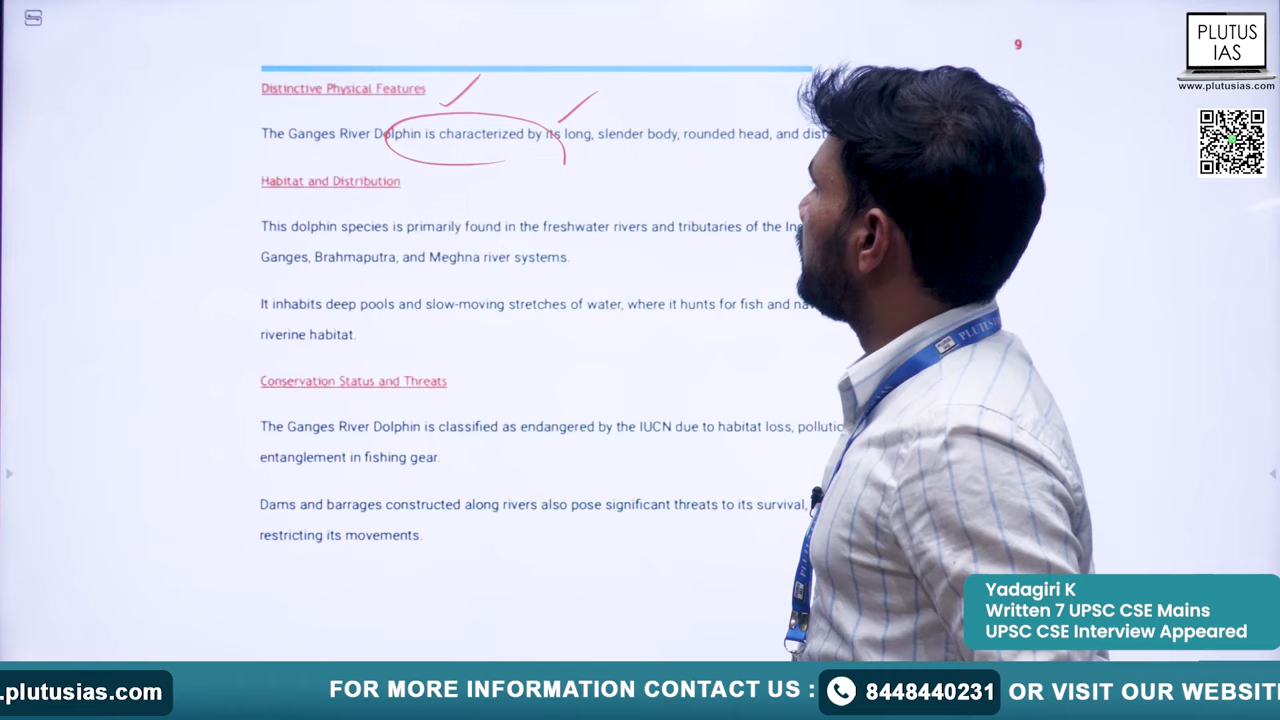 PLUTUS
IAS
www.plutusias.com
9
Distinctive Physical Features
The Ganges River Dolphin is characterized by its long, slender body, rounded head, and
Habitat and Distribution
This dolphin species is primarily found in the freshwater rivers and tributaries of the
Ganges, Brahmaputra, and Meghna river systems.
It inhabits deep pools and slow-moving stretches of water, where it hunts for fish and
riverine habitat.
Conservation Status and Threats
The Ganges River Dolphin is classified as endangered by the IUCN due to habitat loss,
entanglement in fishing gear.
Dams and barrages constructed along rivers also pose significant threats to its survival,
restricting its movements.
Yadagiri K
Written 7 UPSC CSE Mains
UPSC CSE Interview Appeared
.plutusias.com FOR MORE INFORMATION CONTACT US : 8448440231 OR VISIT OUR WEBSITE